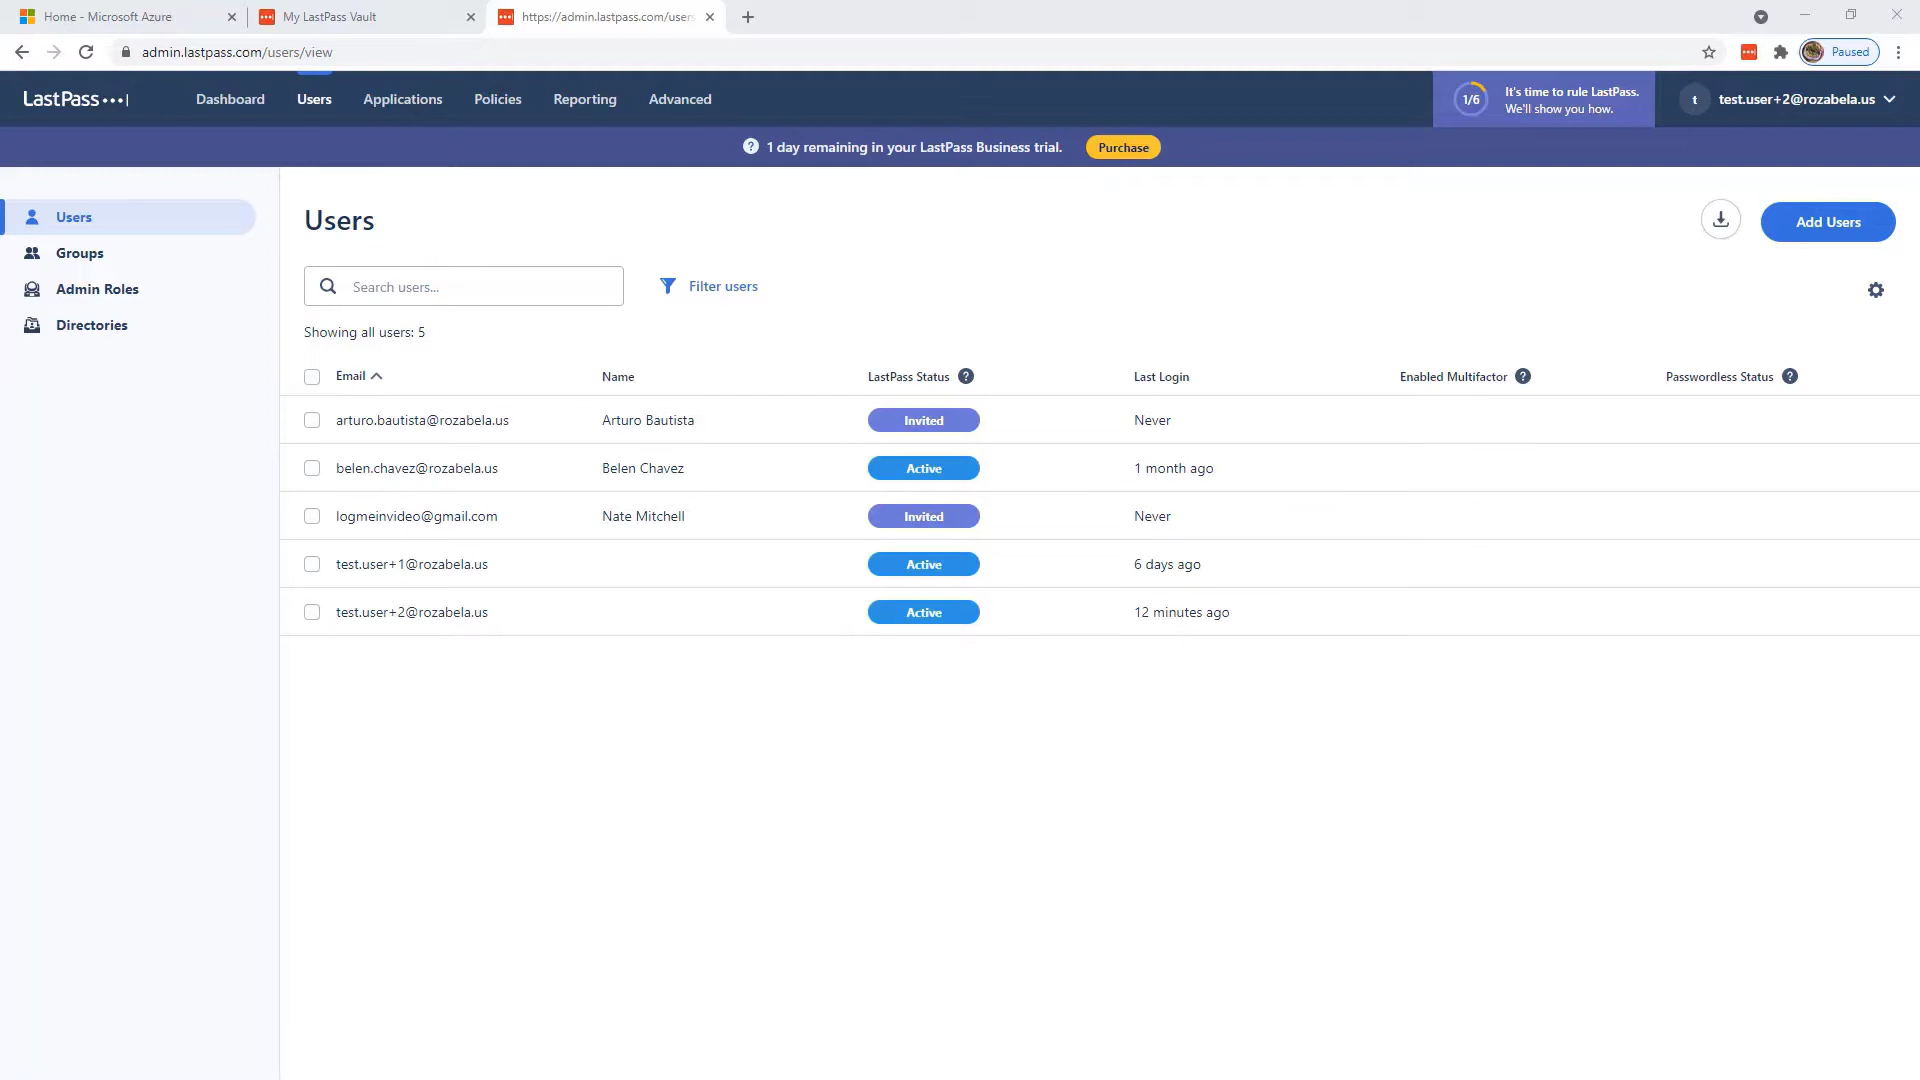 Home - Microsoft Azure
My LastPass Vault
https://admin.lastpass.com/users
admin.lastpass.com/users/view
Paused
LastPass
Dashboard
Users
Applications
Policies
Reporting
Advanced
1/6
It's time to rule LastPass.
We'll show you how.
t
test.user+2@rozabela.us
? 1 day remaining in your LastPass Business trial.
Purchase
Users
Groups
Admin Roles
Directories
Users
Add Users
Search users...
Filter users
Showing all users: 5
Email Name LastPass Status ? Last Login Enabled Multifactor ? Passwordless Status ?
arturo.bautista@rozabela.us Arturo Bautista Invited Never
belen.chavez@rozabela.us Belen Chavez Active 1 month ago
logmeinvideo@gmail.com Nate Mitchell Invited Never
test.user+1@rozabela.us Active 6 days ago
test.user+2@rozabela.us Active 12 minutes ago